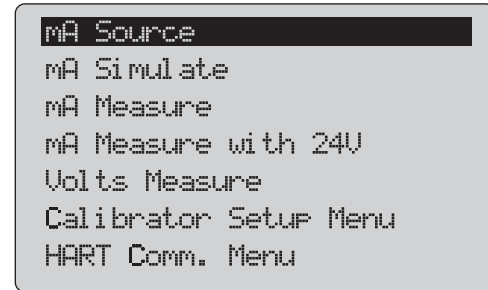 mA Source
mA Simulate
mA Measure
mA Measure with 24V
Volts Measure
Calibrator Setup Menu
HART Comm. Menu